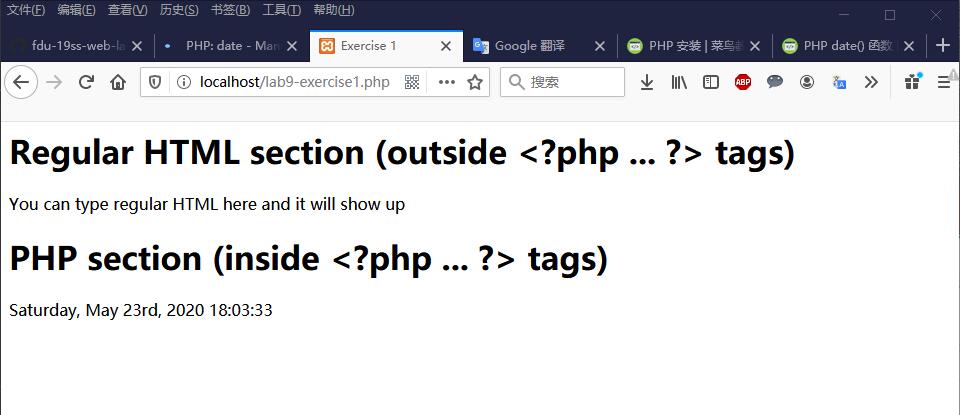 文件(F) 编辑(E) 查看(V) 历史(S) 书签(B) 工具(T) 帮助(H)
fdu-19ss-web-la PHP: date - Man Exercise 1 Google 翻译 PHP 安装 | 菜鸟 PHP date() 函数
localhost/lab9-exercise1.php 搜索 ABP
Regular HTML section (outside <?php ... ?> tags)
You can type regular HTML here and it will show up
PHP section (inside <?php ... ?> tags)
Saturday, May 23rd, 2020 18:03:33